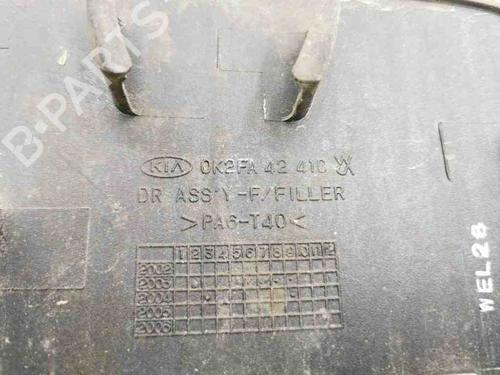 B-PARTS
KIA 0K2FA 42 410
DR ASS'Y-F/FILLER
>PA6-T40<
1 2 3 4 5 6 7 8 9 10 11 12
2002
2003
2004
2005
2006
WEL28